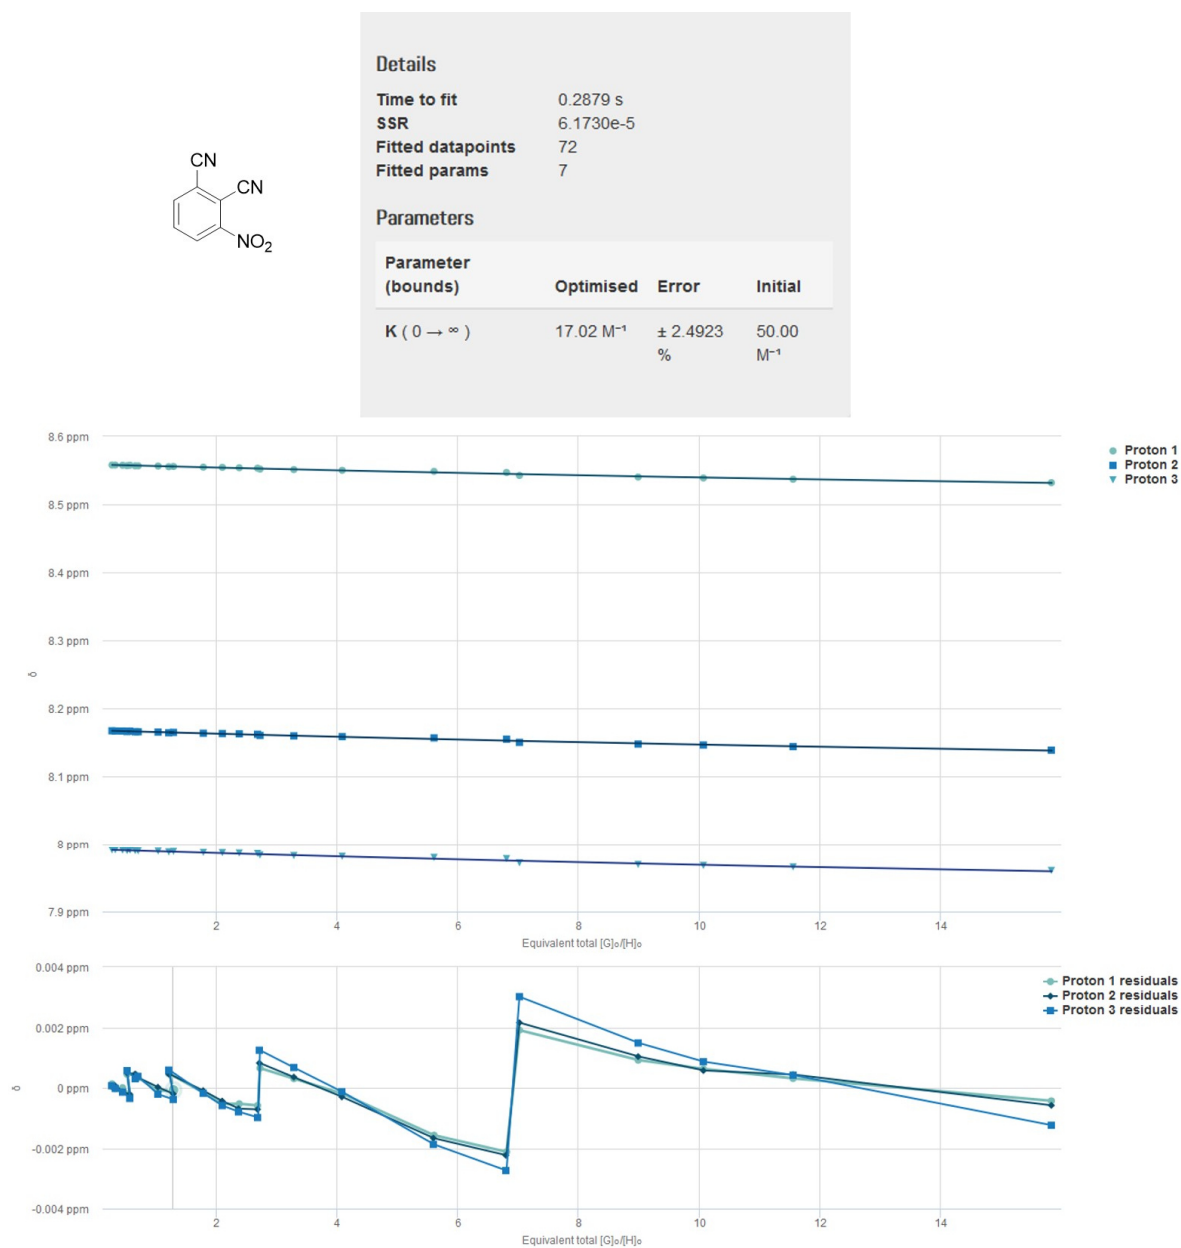 CN
CN
NO2
Details
Time to fit 0.2879 s
SSR 6.1730e-5
Fitted datapoints 72
Fitted params 7
Parameters
Parameter
(bounds) Optimised Error Initial
K ( 0 → ∞ ) 17.02 M⁻¹ ± 2.4923 50.00
% M⁻¹
8.6 ppm
8.5 ppm
8.4 ppm
8.3 ppm
δ
8.2 ppm
8.1 ppm
8 ppm
7.9 ppm
2 4 6 8 10 12 14
Equivalent total [G]₀/[H]₀
Proton 1
Proton 2
Proton 3
0.004 ppm
0.002 ppm
δ
0 ppm
-0.002 ppm
-0.004 ppm
2 4 6 8 10 12 14
Equivalent total [G]₀/[H]₀
Proton 1 residuals
Proton 2 residuals
Proton 3 residuals